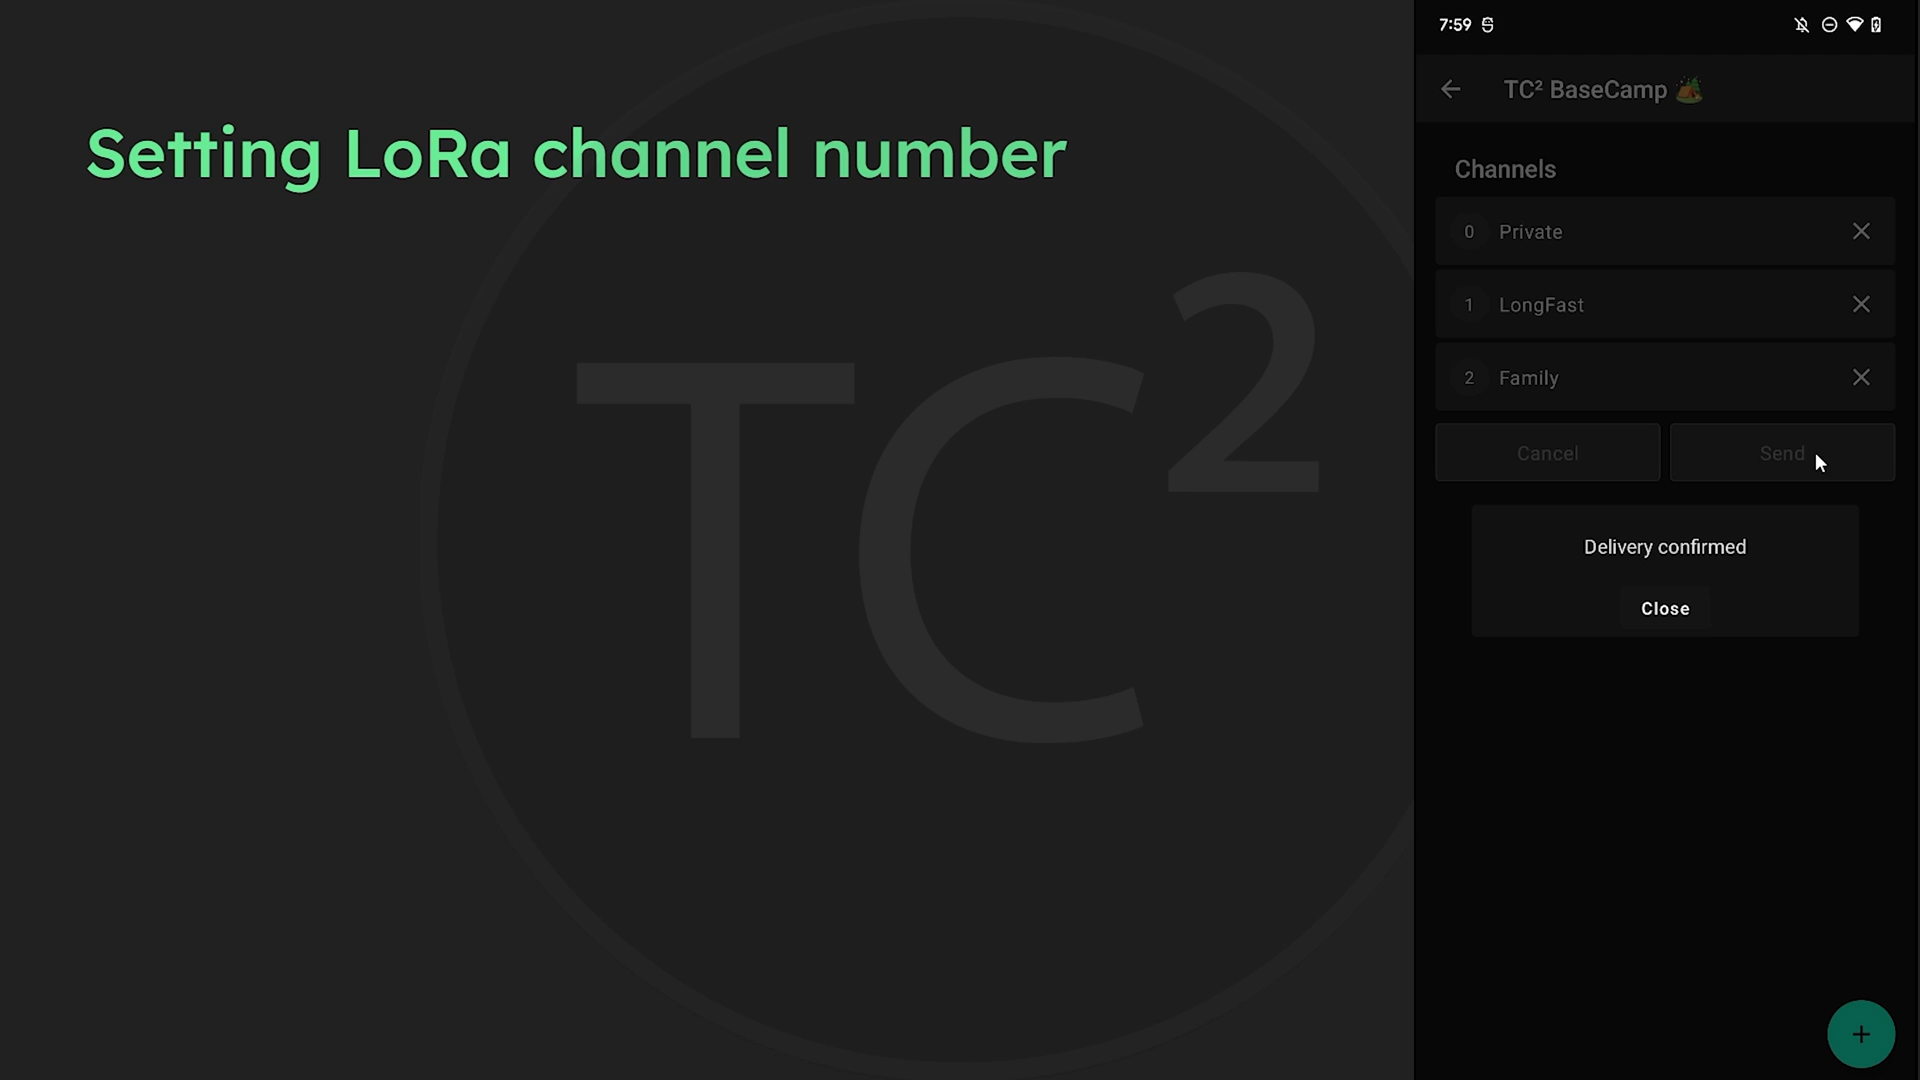 Setting LoRa channel number
TC²
7:59
TC² BaseCamp 🏕️
Channels
0 Private
1 LongFast
2 Family
Cancel Send
Delivery confirmed
Close
+